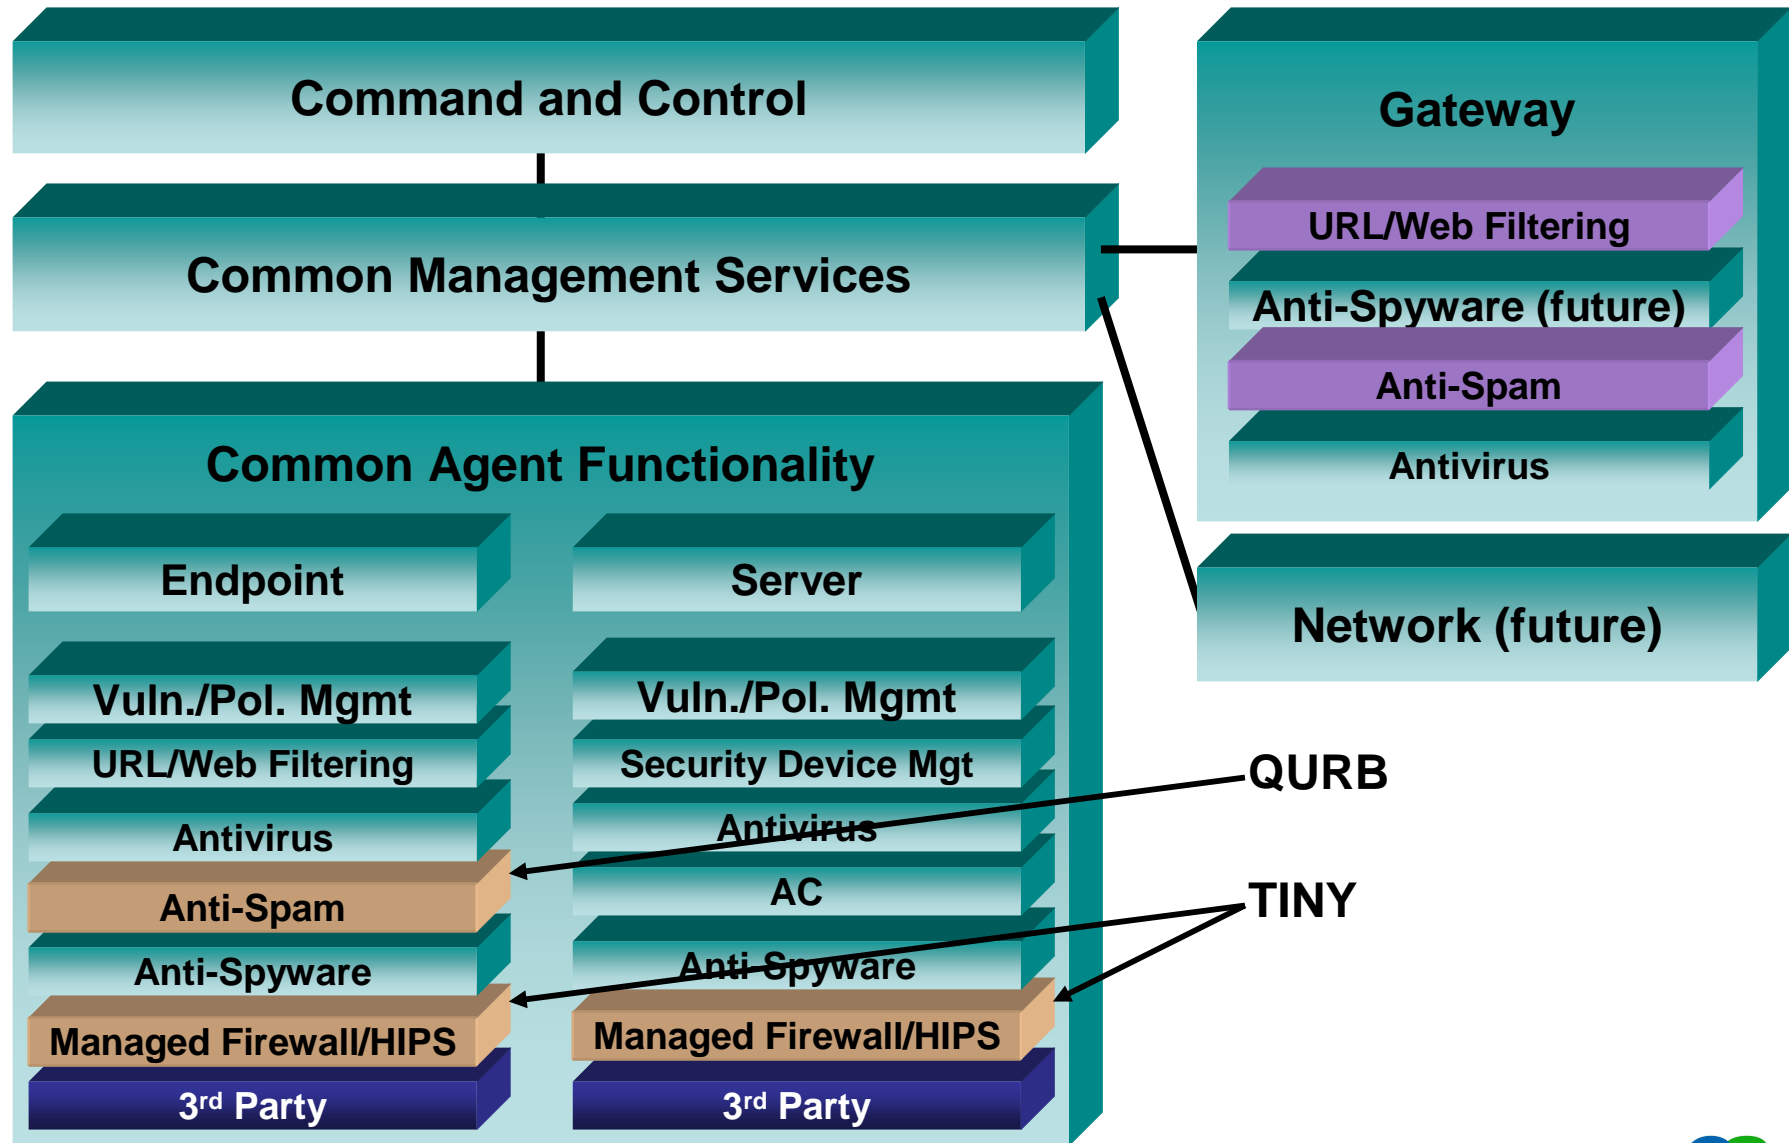 Command and Control
Common Management Services
Common Agent Functionality
Endpoint
Vuln./Pol. Mgmt
URL/Web Filtering
Antivirus
Anti-Spam
Anti-Spyware
Managed Firewall/HIPS
3rd Party
Server
Vuln./Pol. Mgmt
Security Device Mgt
Antivirus
AC
Anti-Spyware
Managed Firewall/HIPS
3rd Party
Gateway
URL/Web Filtering
Anti-Spyware (future)
Anti-Spam
Antivirus
Network (future)
QURB
TINY